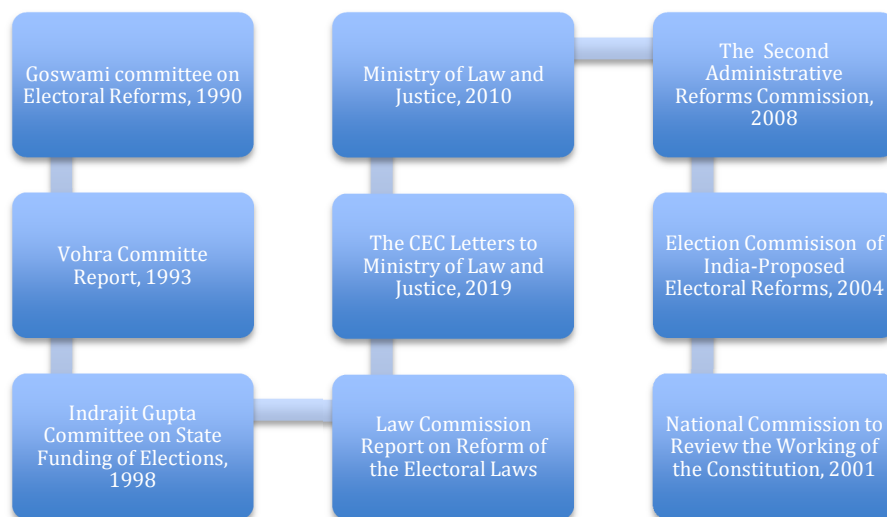 Goswami committee on
Electoral Reforms, 1990
Vohra Committe
Report, 1993
Indrajit Gupta
Committee on State
Funding of Elections,
1998
Law Commission
Report on Reform of
the Electoral Laws
The CEC Letters to
Ministry of Law and
Justice, 2019
Ministry of Law and
Justice, 2010
The Second
Administrative
Reforms Commission,
2008
Election Commisison of
India-Proposed
Electoral Reforms, 2004
National Commission to
Review the Working of
the Constitution, 2001